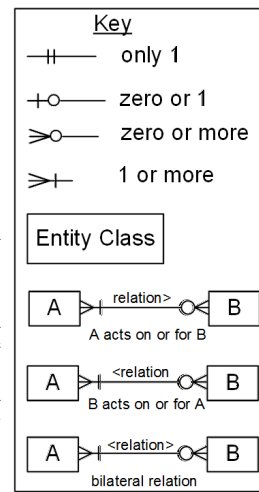 Key
only 1
zero or 1
zero or more
1 or more
Entity Class
A relation> B
A acts on or for B
A <relation B
B acts on or for A
A <relation> B
bilateral relation